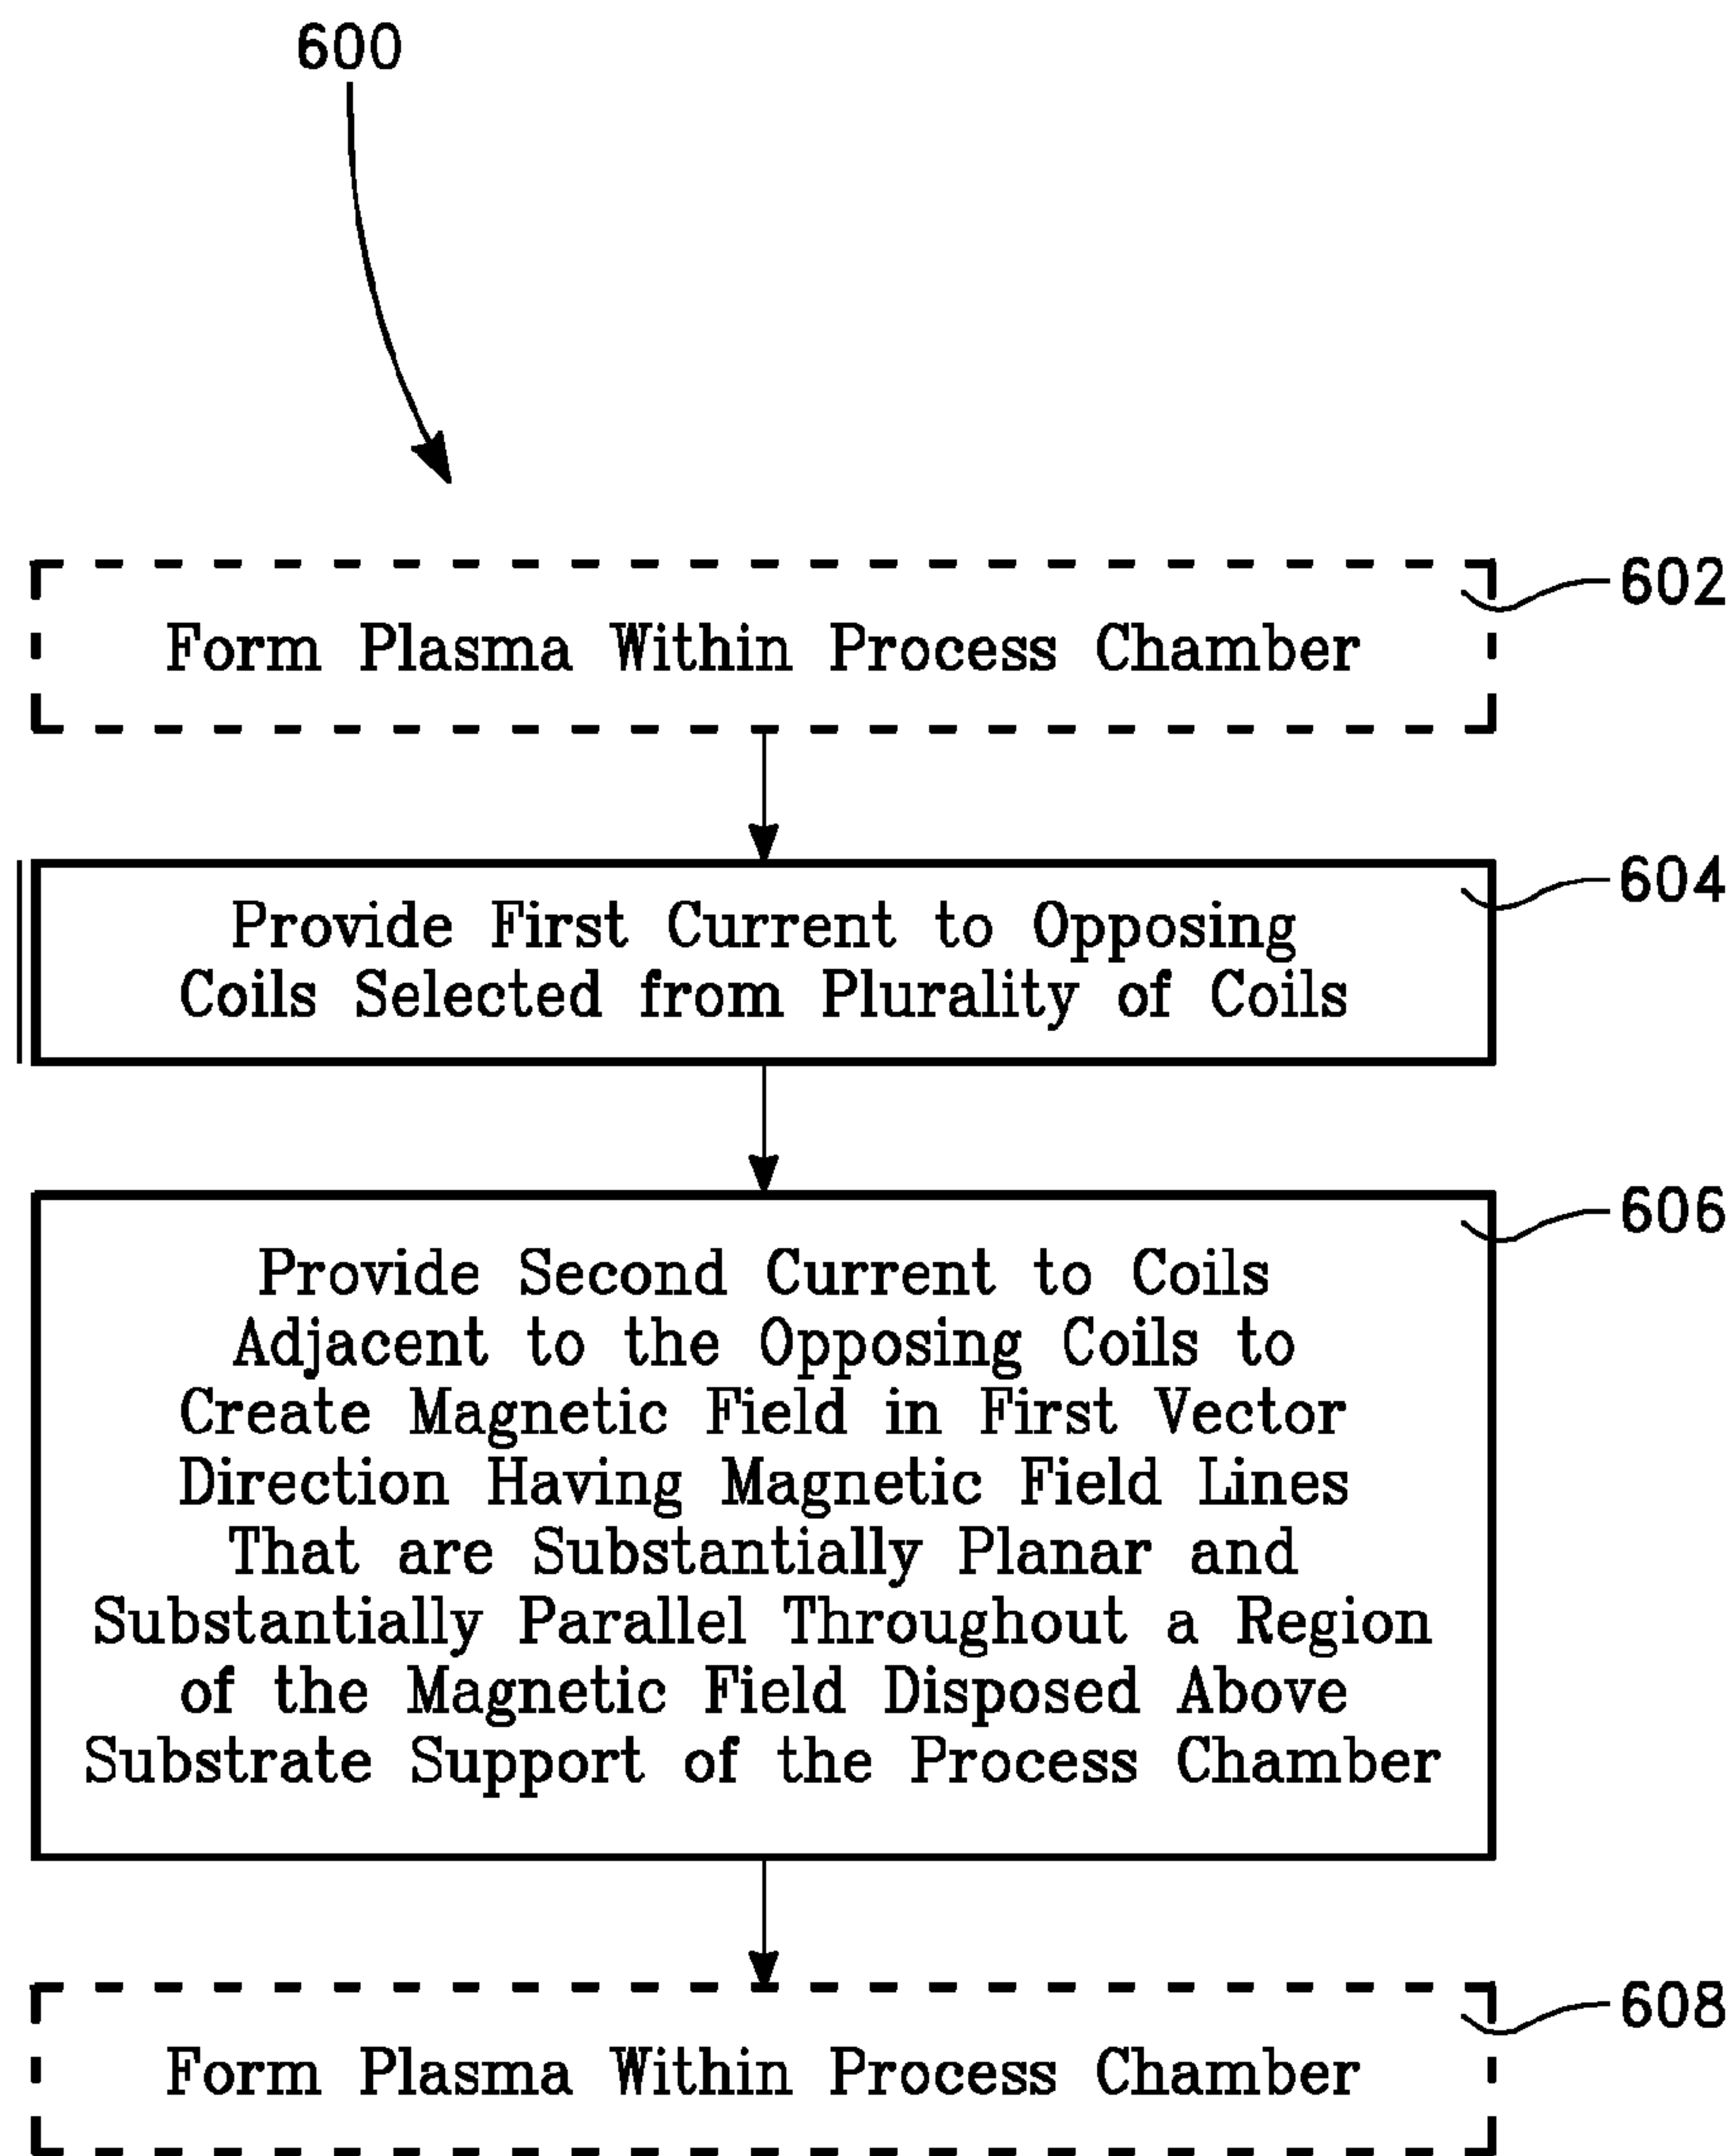 600
602
Form Plasma Within Process Chamber
604
Provide First Current to Opposing
Coils Selected from Plurality of Coils
606
Provide Second Current to Coils
Adjacent to the Opposing Coils to
Create Magnetic Field in First Vector
Direction Having Magnetic Field Lines
That are Substantially Planar and
Substantially Parallel Throughout a Region
of the Magnetic Field Disposed Above
Substrate Support of the Process Chamber
608
Form Plasma Within Process Chamber